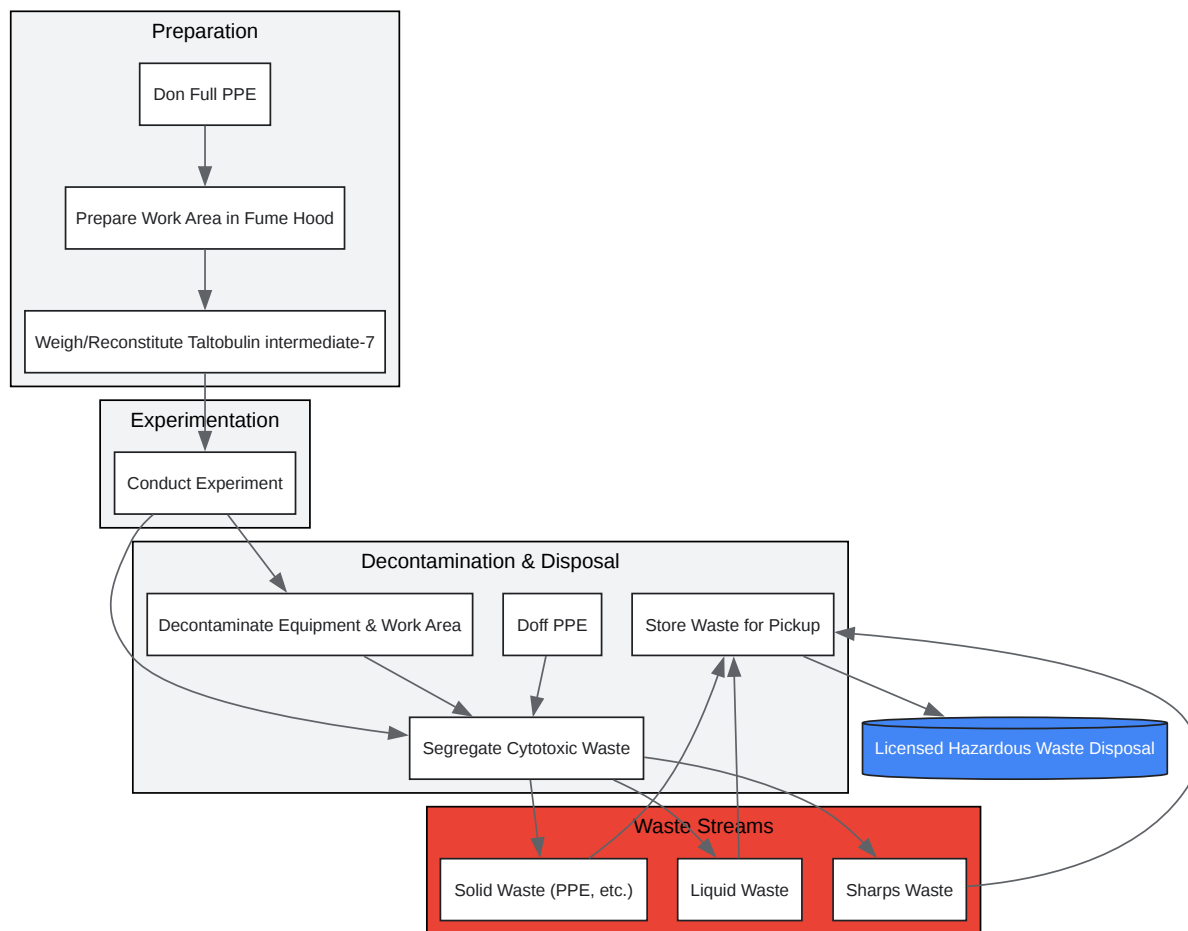 Preparation
Don Full PPE
Prepare Work Area in Fume Hood
Weigh/Reconstitute Taltobulin intermediate-7
Experimentation
Conduct Experiment
Decontamination & Disposal
Decontaminate Equipment & Work Area
Doff PPE
Store Waste for Pickup
Segregate Cytotoxic Waste
Licensed Hazardous Waste Disposal
Waste Streams
Solid Waste (PPE, etc.)
Liquid Waste
Sharps Waste